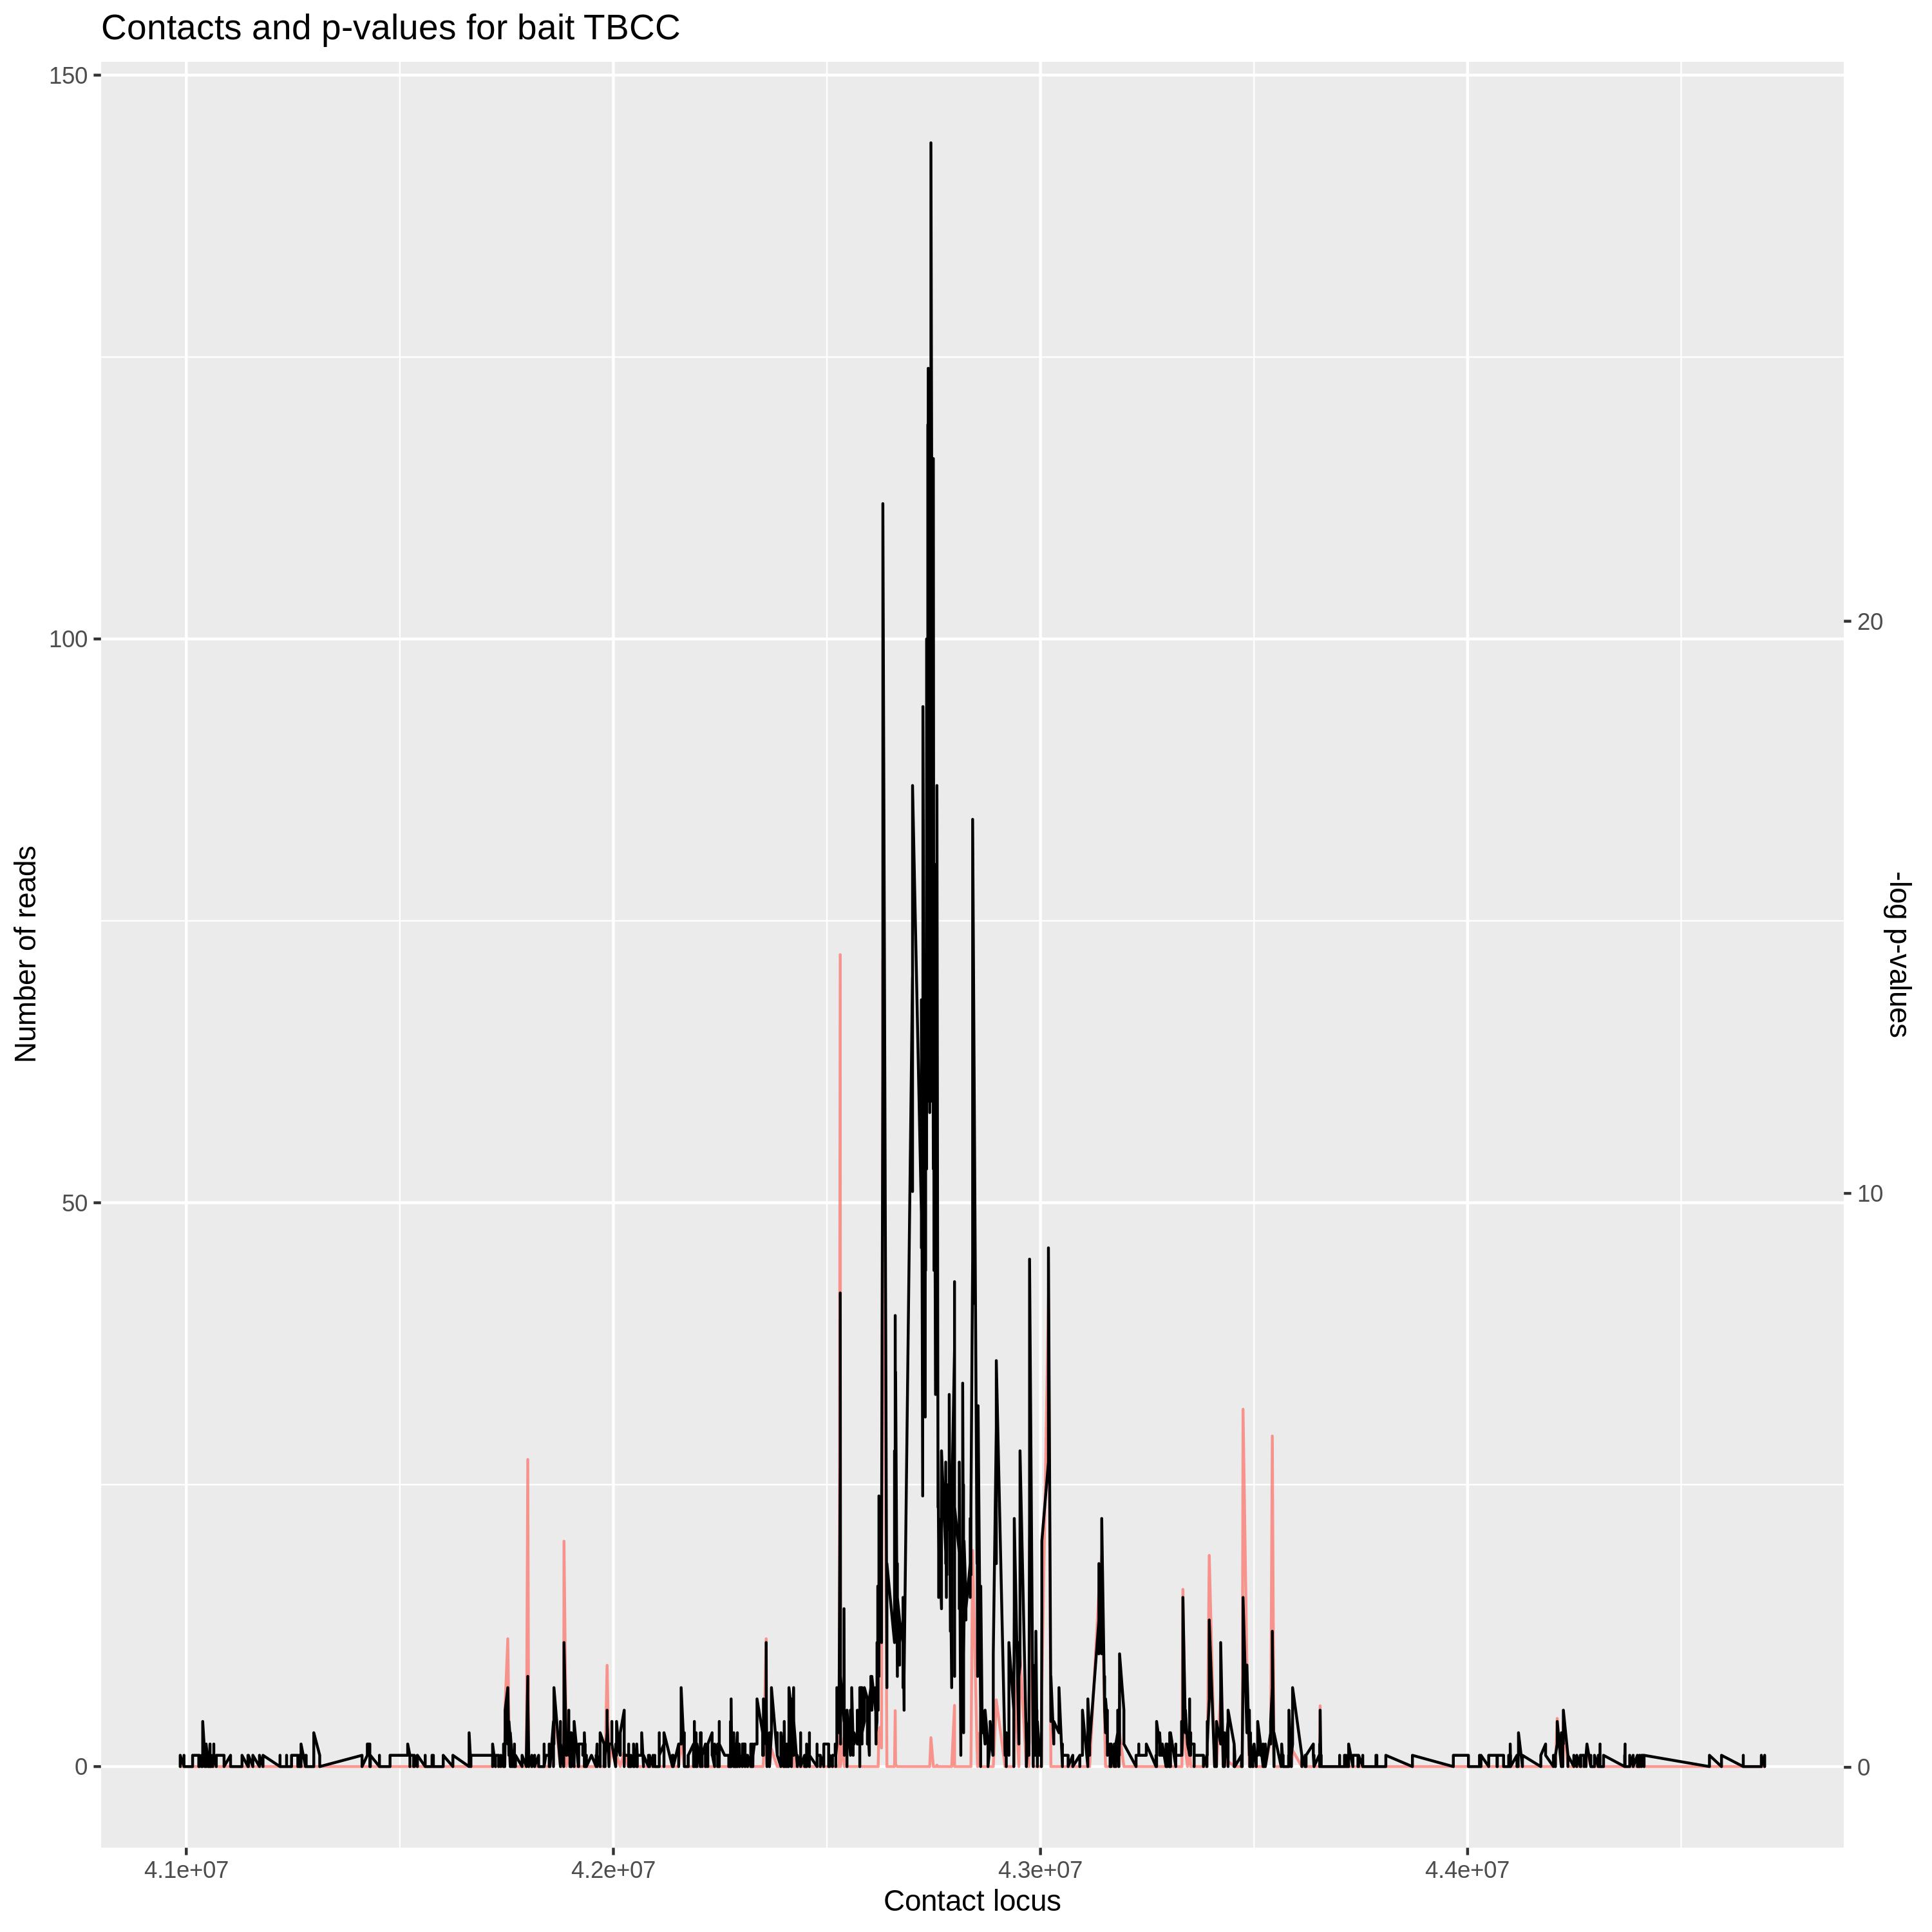 Contacts and p-values for bait TBCC
150
100
50
0
Number of reads
20
10
0
-log p-values
4.1e+07
4.2e+07
4.3e+07
4.4e+07
Contact locus